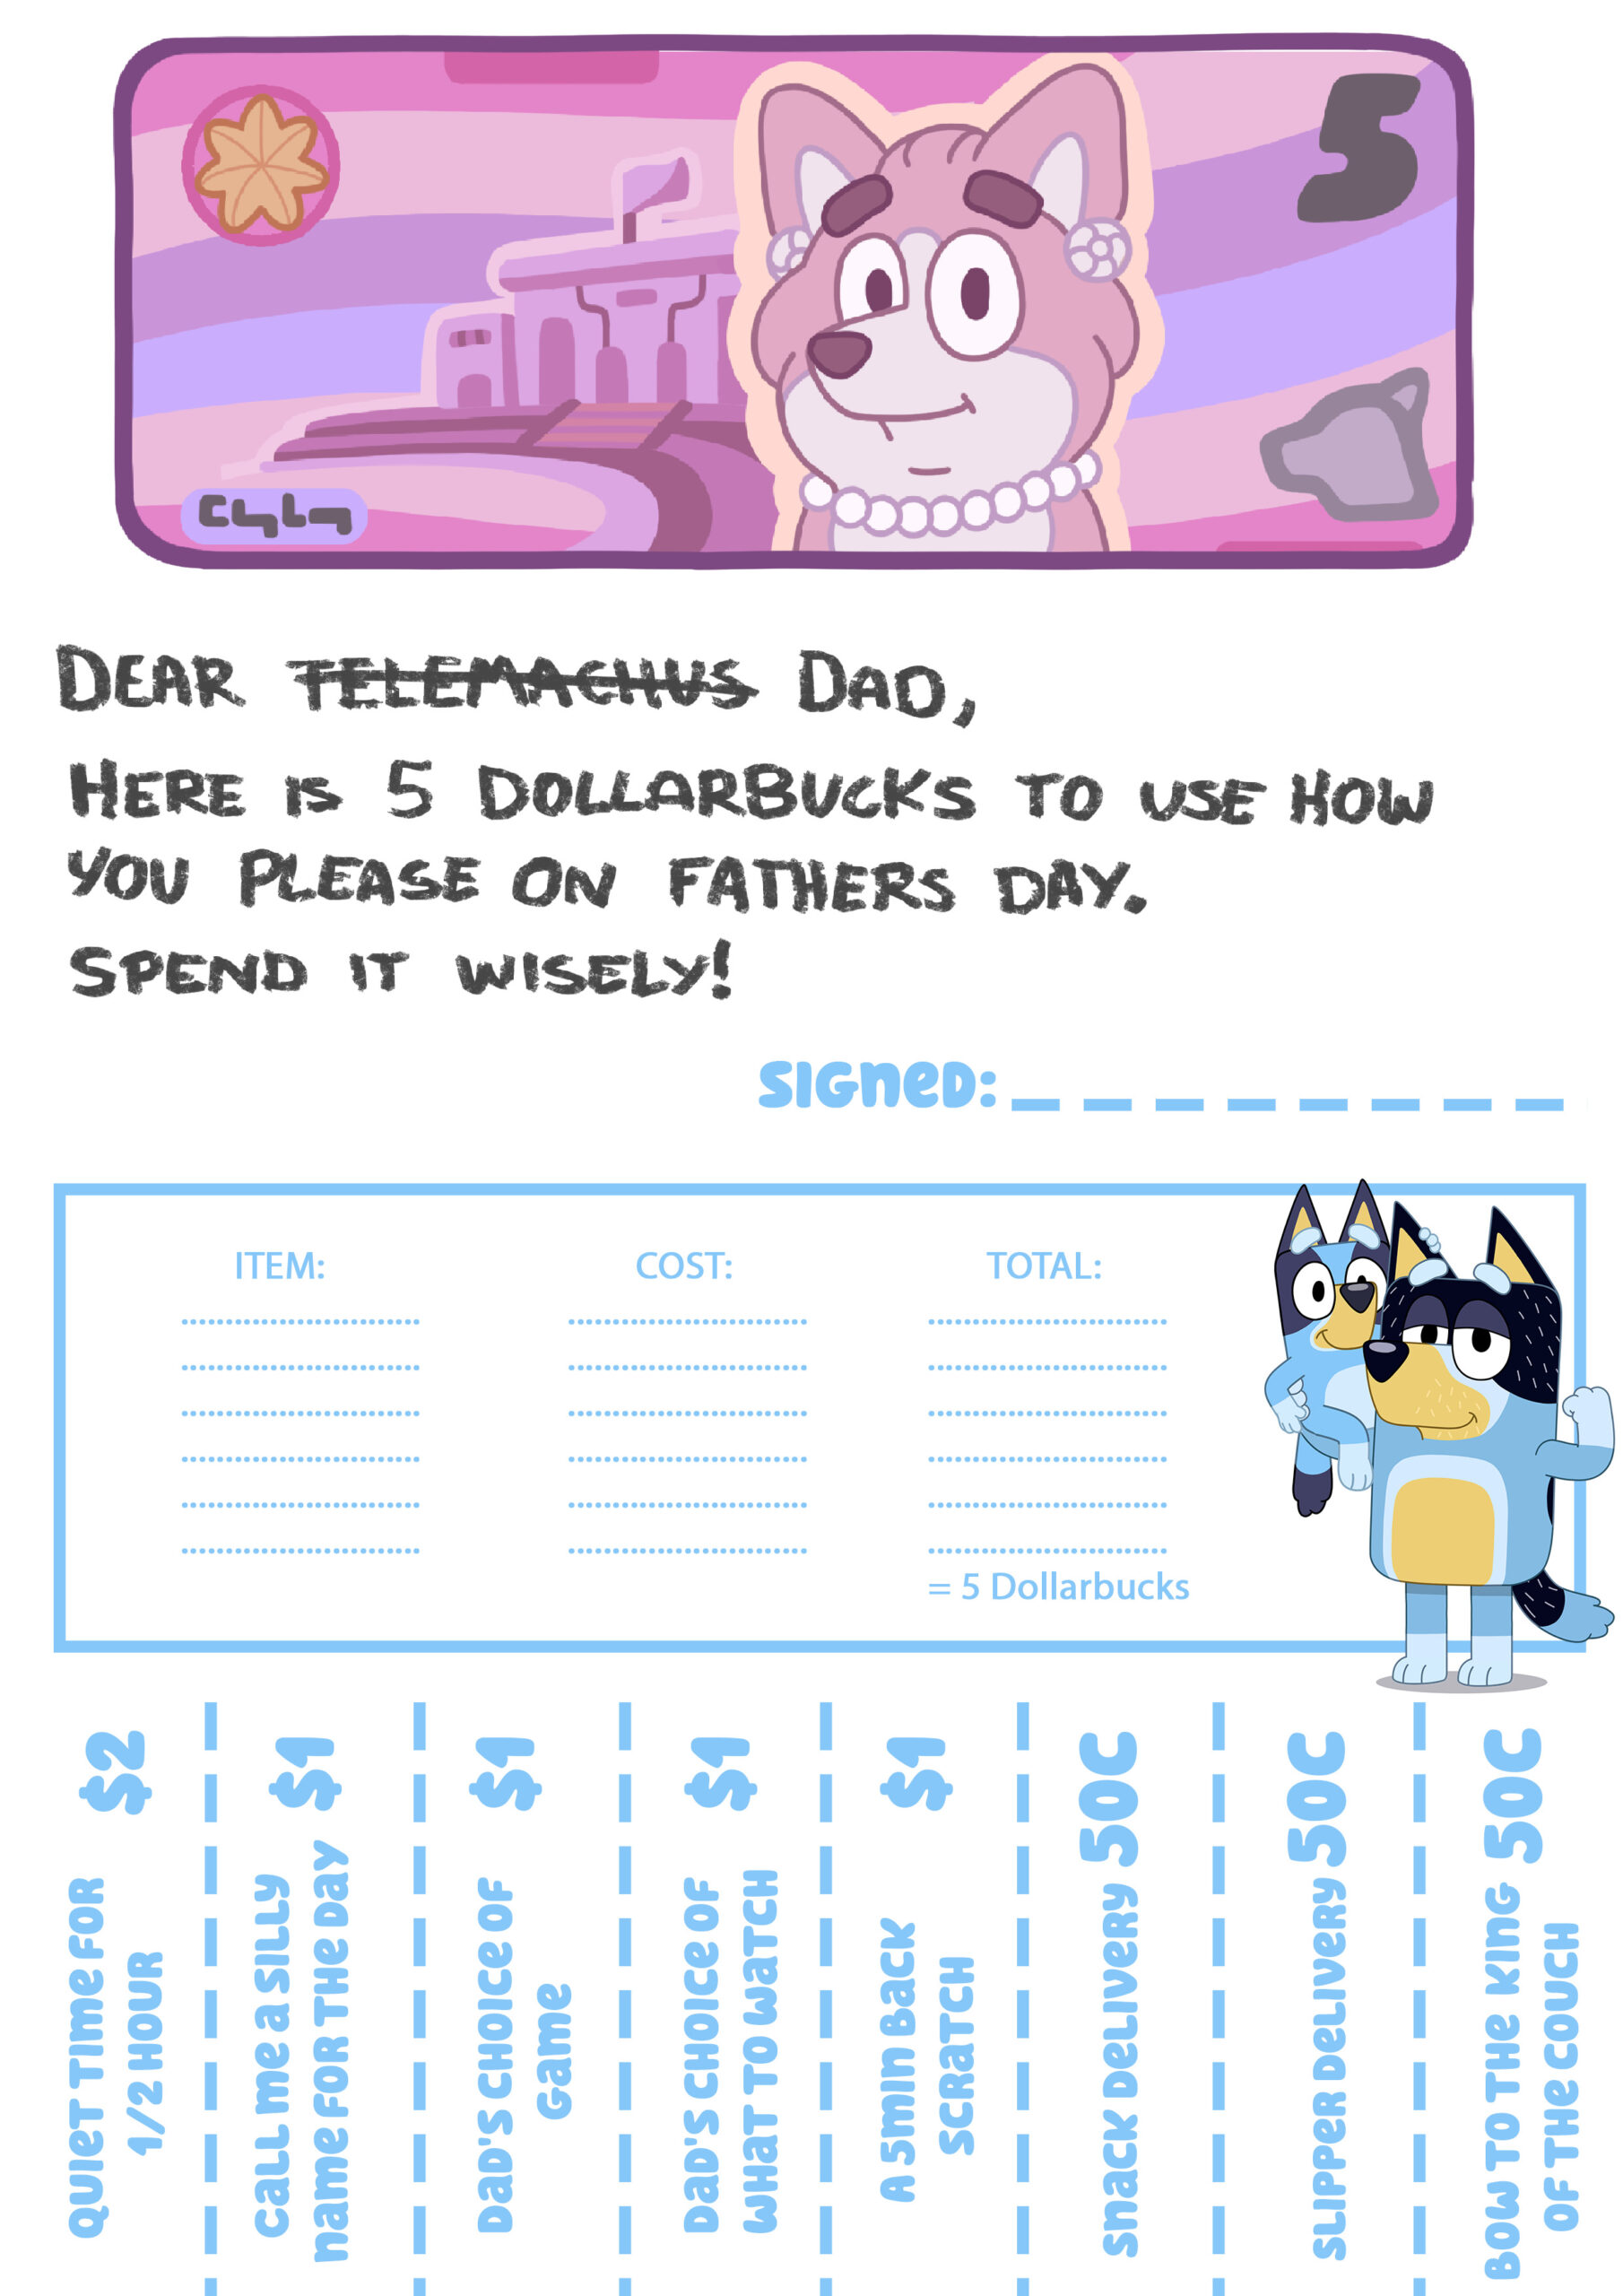 5
DEAR TELEMACHUS DAD,
HERE IS 5 DOLLARBUCKS TO USE HOW
YOU PLEASE ON FATHERS DAY.
SPEND IT WISELY!
SIGNED:
ITEM: COST: TOTAL:
= 5 Dollarbucks
QUIET TIME FOR
1/2 HOUR
$2
CALL ME A SILLY
NAME FOR THE DAY
$1
DAD'S CHOICE OF
GAME
$1
DAD'S CHOICE OF
WHAT TO WATCH
$1
A 5MIN BACK
SCRATCH
$1
SNACK DELIVERY 50C
SLIPPER DELIVERY 50C
BOW TO THE KING
OF THE COUCH
50C